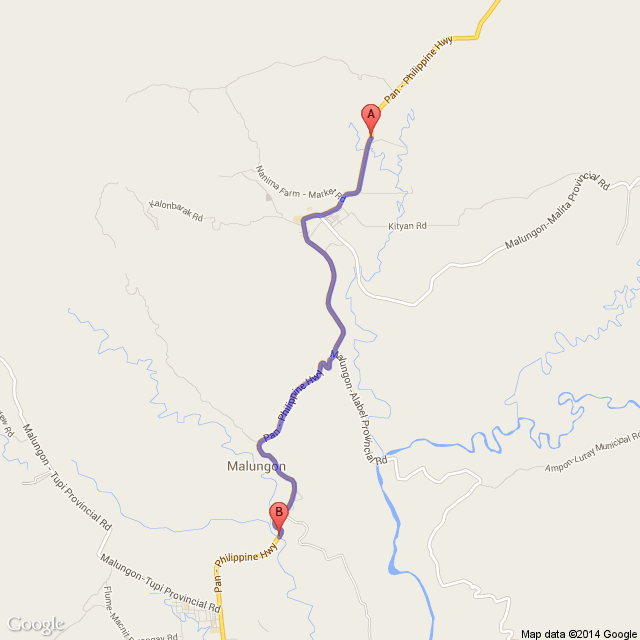 Pan - Philippine Hwy
A
Nanima Farm - Market Rd
Malungon-Malita Provincial Rd
Kalonbarak Rd
Kityan Rd
Malungon-Alabel Provincial Rd
Pan - Philippine Hwy
Rd
Malungon - Tupi Provincial Rd
Malungon
Ampon-Lutay Municipal Rd
B
Pan - Philippine Hwy
Malungon-Tupi Provincial Rd
Google
Map data ©2014 Google